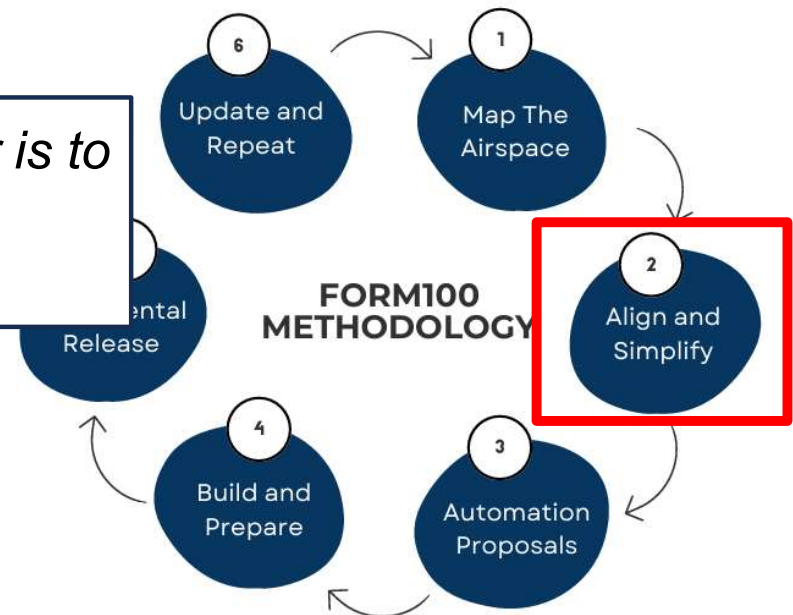 6
Update and
Repeat
1
Map The
Airspace
is to
2
Align and
Simplify
FORM100
METHODOLOGY
Release
4
Build and
Prepare
3
Automation
Proposals